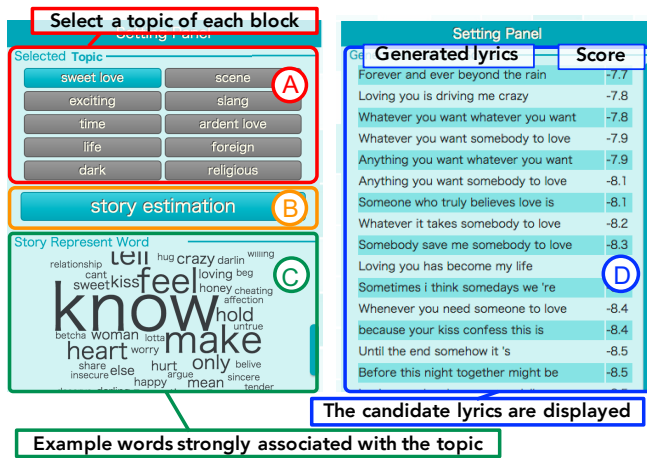 Select a topic of each block
Setting Panel
Selected Topic
sweet love scene
exciting slang
time ardent love
life foreign
dark religious
A
story estimation
B
Story Represent Word
C
tell hug crazy darlin willing
relationship cant feel loving beg
sweet kiss honey cheating
affection
know hold
untrue
betcha woman lotta make
heart worry only
share else hurt belive
insecure argue sincere
happy mean tender
Example words strongly associated with the topic
Setting Panel
Generated lyrics Score
Forever and ever beyond the rain -7.7
Loving you is driving me crazy -7.8
Whatever you want whatever you want -7.8
Whatever you want somebody to love -7.9
Anything you want whatever you want -7.9
Anything you want somebody to love -8.1
Someone who truly believes love is -8.1
Whatever it takes somebody to love -8.2
Somebody save me somebody to love -8.3
Loving you has become my life
Sometimes i think somedays we 're
D
Whenever you need someone to love -8.4
because your kiss confess this is -8.4
Until the end somehow it 's -8.5
Before this night together might be -8.5
The candidate lyrics are displayed